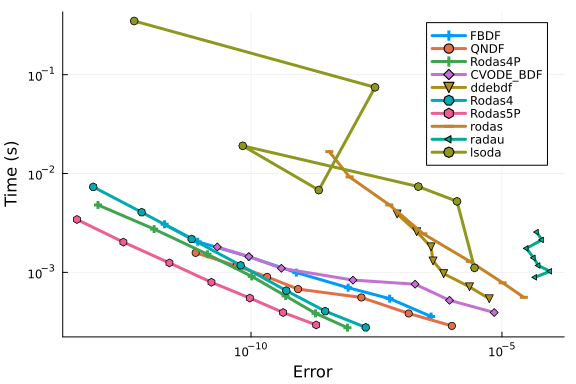 FBDF
QNDF
Rodas4P
CVODE_BDF
ddebdf
Rodas4
Rodas5P
rodas
radau
lsoda
Time (s)
10⁻¹
10⁻²
10⁻³
10⁻¹⁰ 10⁻⁵
Error